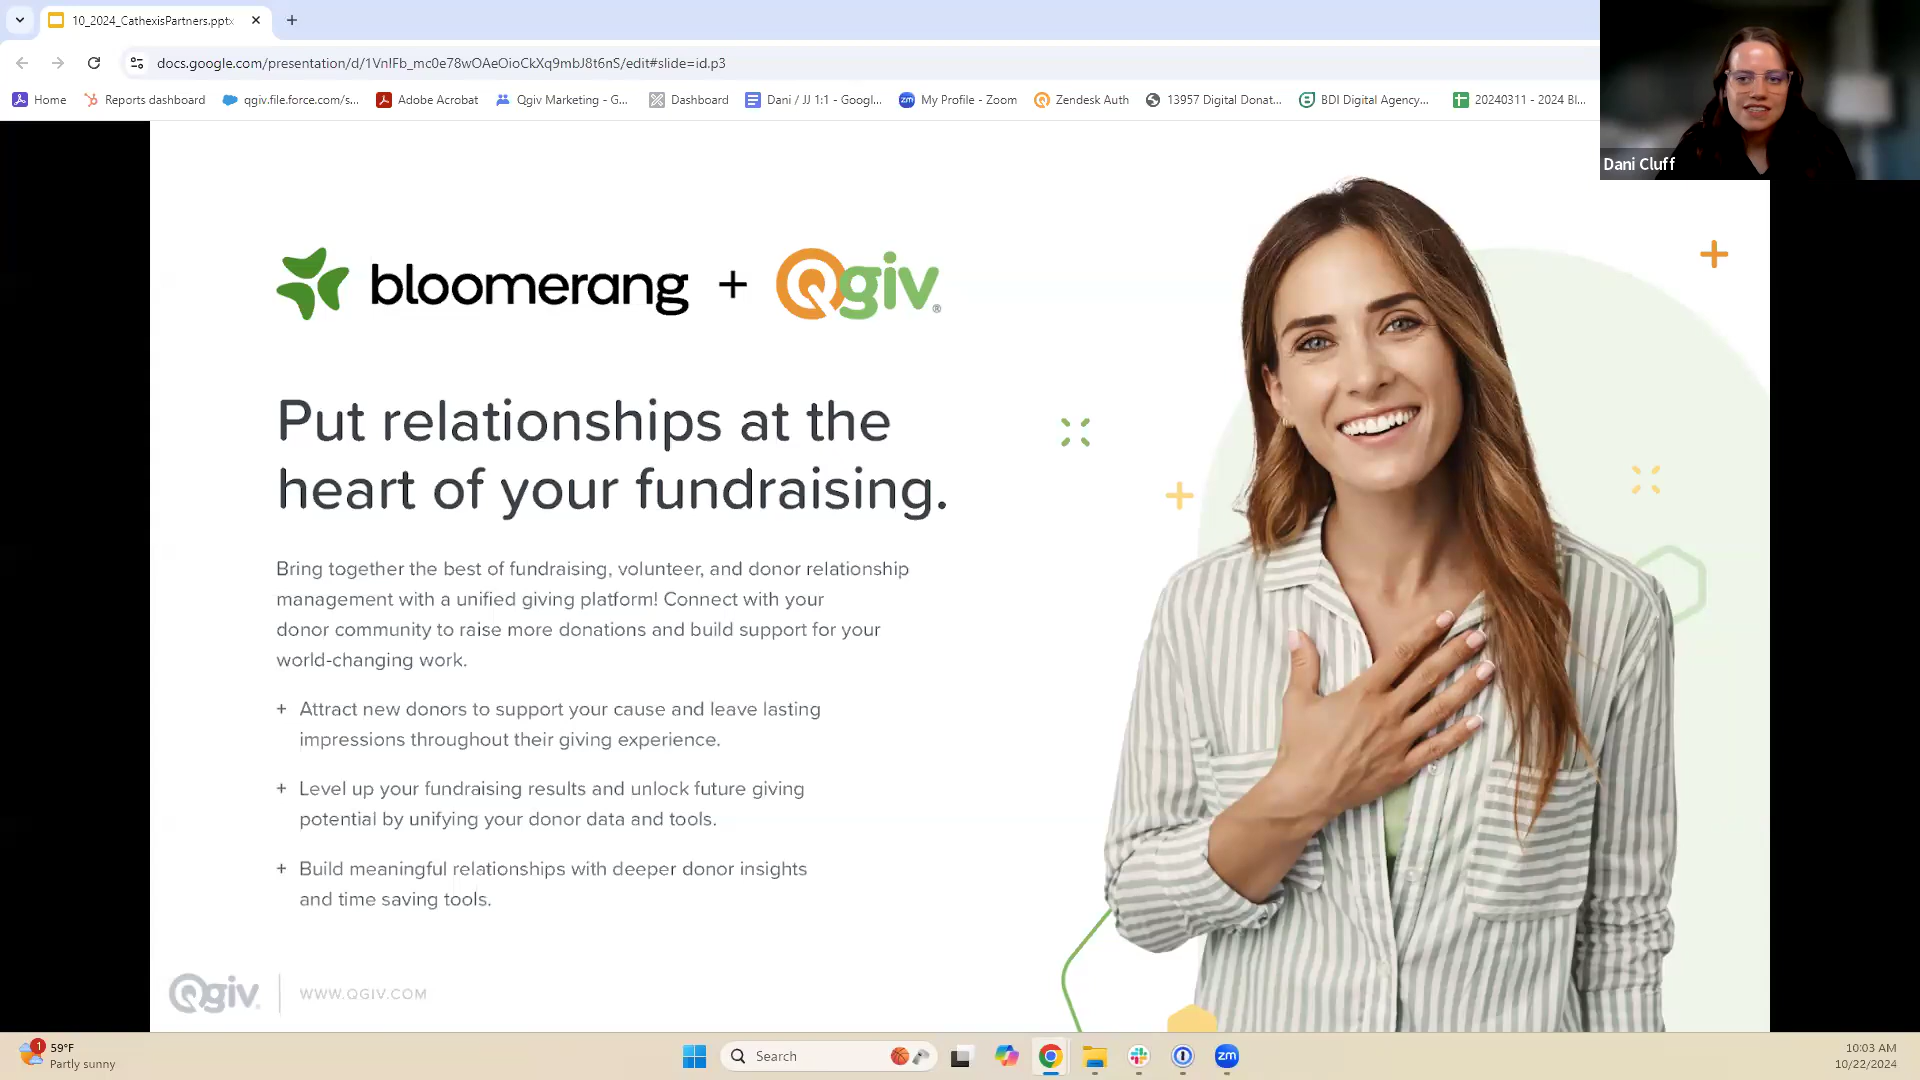 10_2024_CathexisPartners.pptx
docs.google.com/presentation/d/1VnIFb_mc0e78wOAeOioCkXq9mbJ8t6nS/edit#slide=id.p3
Home
Reports dashboard
qgiv.file.force.com/s...
Adobe Acrobat
Qgiv Marketing - G...
Dashboard
Dani / JJ 1:1 - Googl...
My Profile - Zoom
Zendesk Auth
13957 Digital Donat...
BDI Digital Agency...
20240311 - 2024 Bl...
Dani Cluff
bloomerang + Qgiv®
Put relationships at the
heart of your fundraising.
Bring together the best of fundraising, volunteer, and donor relationship
management with a unified giving platform! Connect with your
donor community to raise more donations and build support for your
world-changing work.
+ Attract new donors to support your cause and leave lasting
impressions throughout their giving experience.
+ Level up your fundraising results and unlock future giving
potential by unifying your donor data and tools.
+ Build meaningful relationships with deeper donor insights
and time saving tools.
Qgiv
WWW.QGIV.COM
1
59°F
Partly sunny
Search
zm
10:03 AM
10/22/2024